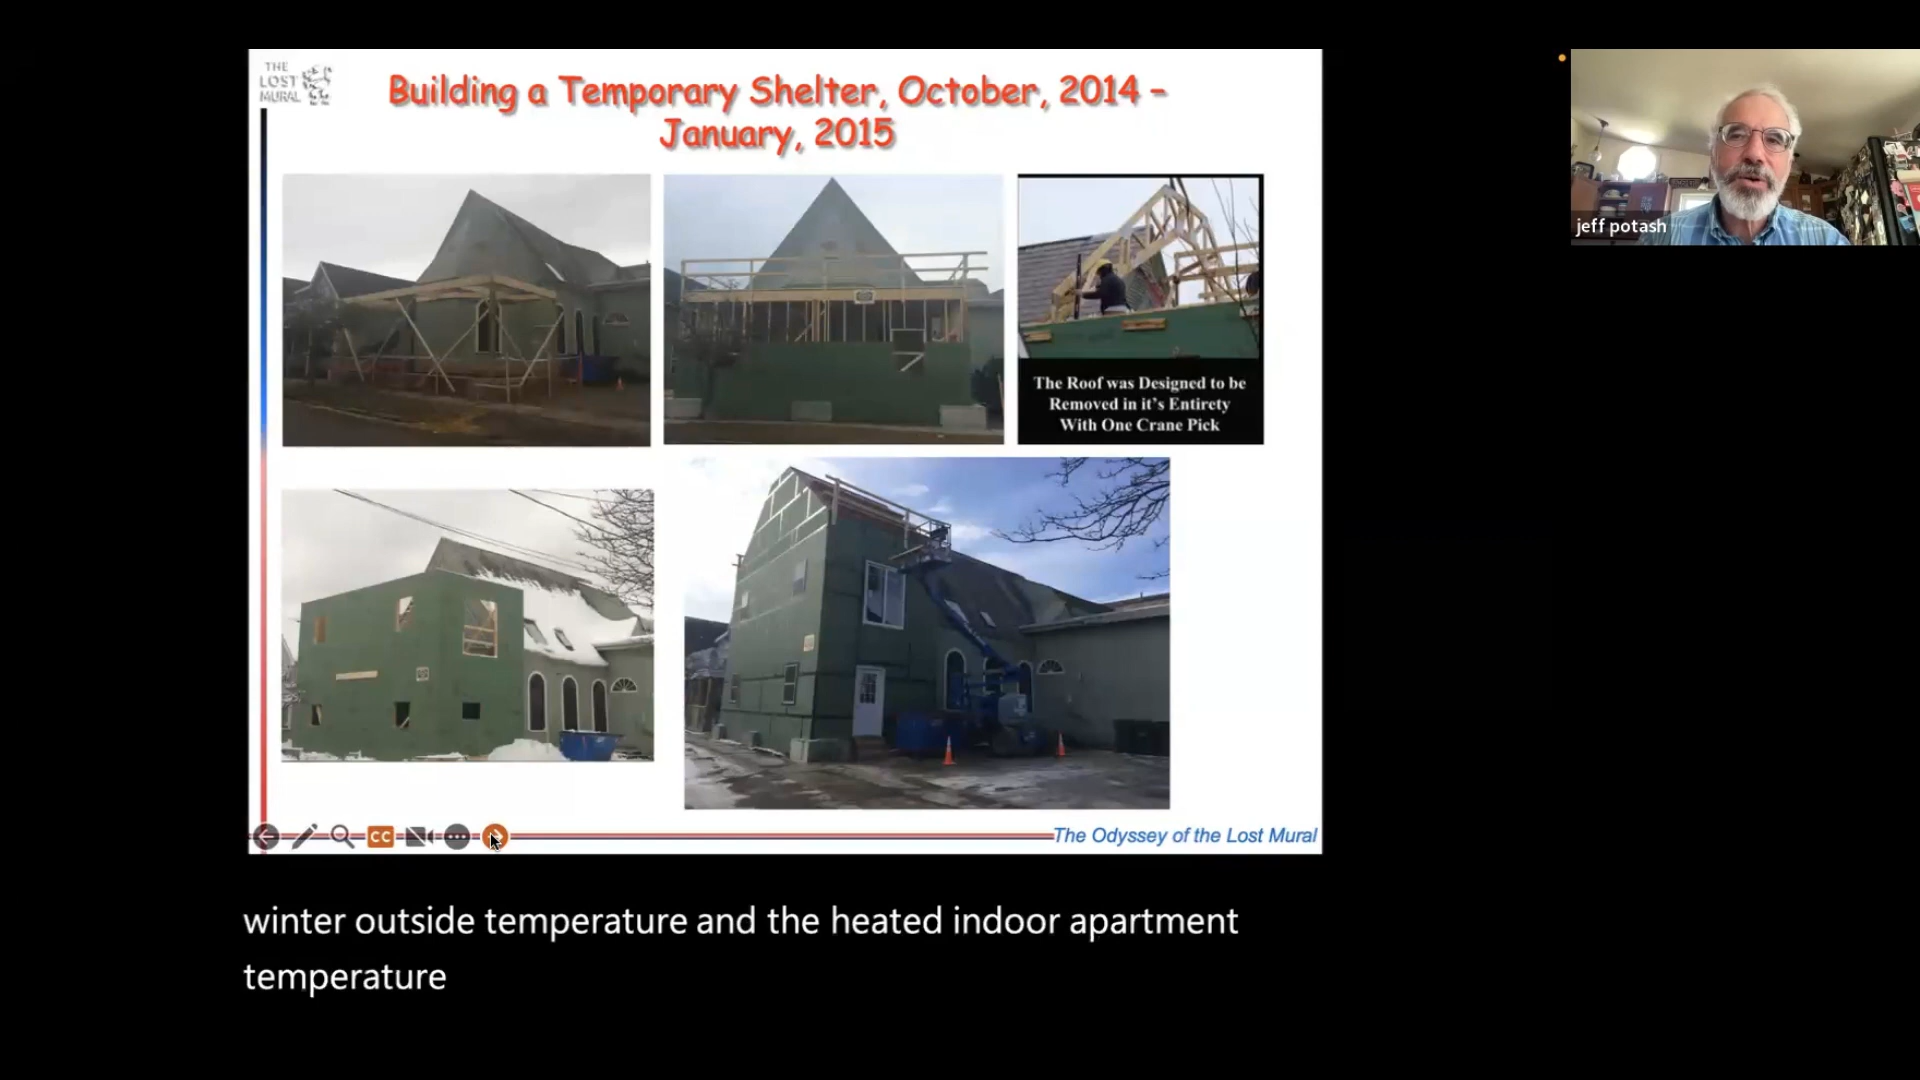 THE
LOST
MURAL
Building a Temporary Shelter, October, 2014 –
January, 2015
The Roof was Designed to be
Removed in it's Entirety
With One Crane Pick
CC
The Odyssey of the Lost Mural
jeff potash
winter outside temperature and the heated indoor apartment
temperature